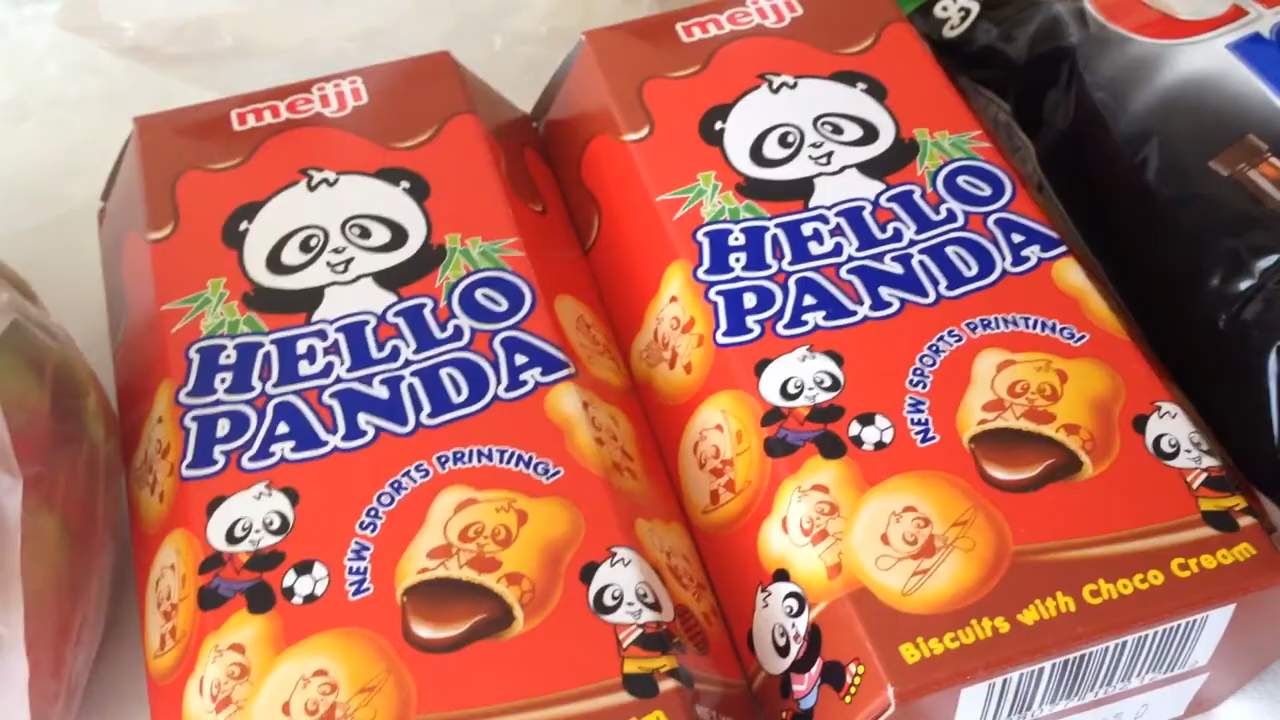 meiji
HELLO
PANDA
NEW SPORTS PRINTING!
meiji
HELLO
PANDA
NEW SPORTS PRINTING!
Biscuits with Choco Cream